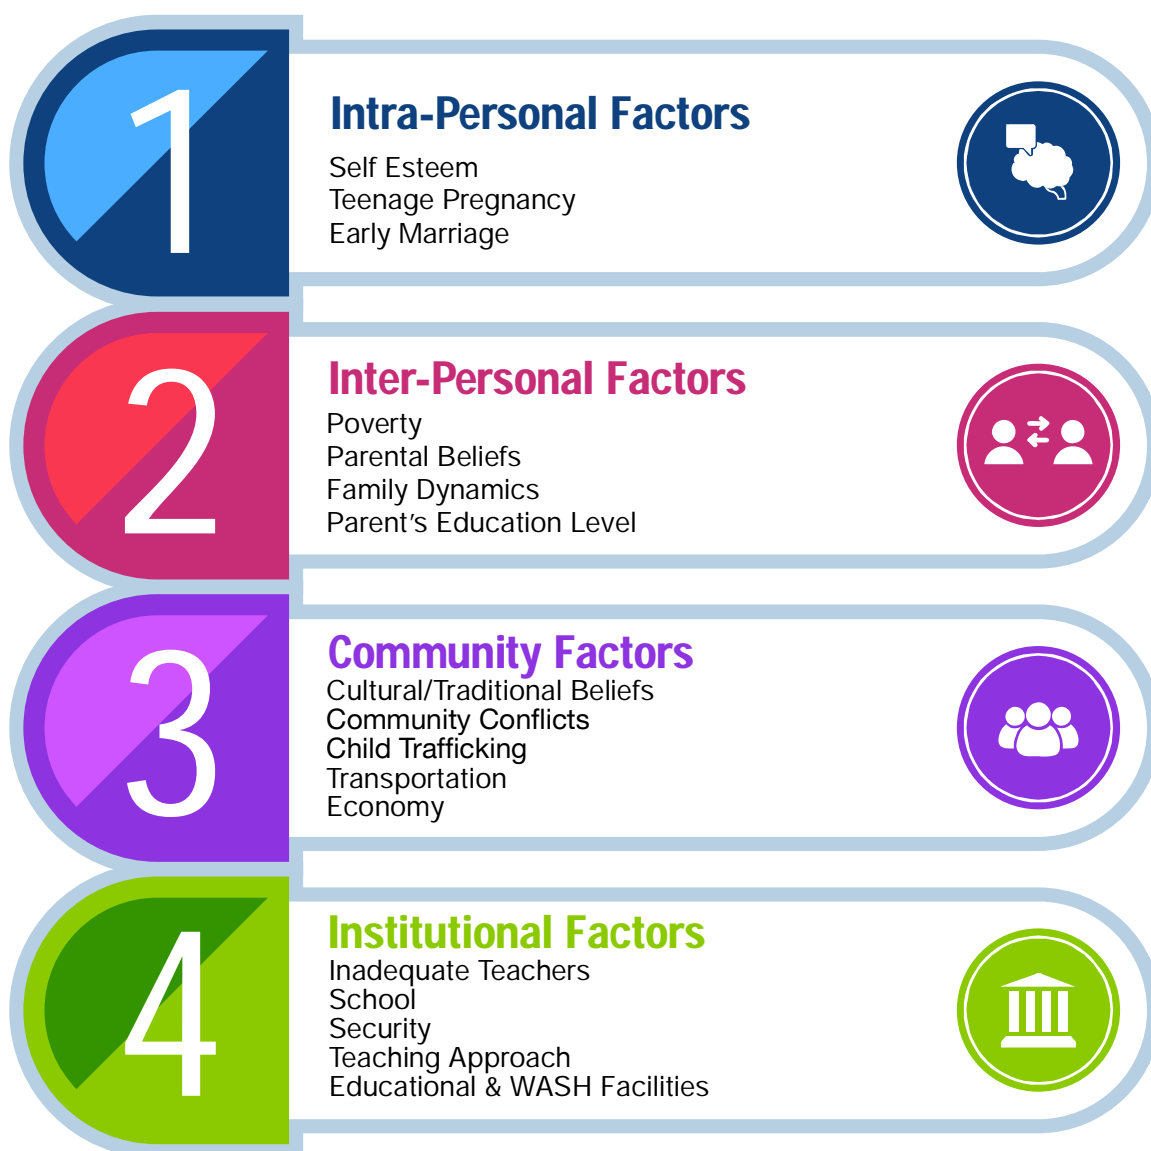 1
Intra-Personal Factors
Self Esteem
Teenage Pregnancy
Early Marriage
2
Inter-Personal Factors
Poverty
Parental Beliefs
Family Dynamics
Parent's Education Level
3
Community Factors
Cultural/Traditional Beliefs
Community Conflicts
Child Trafficking
Transportation
Economy
4
Institutional Factors
Inadequate Teachers
School
Security
Teaching Approach
Educational & WASH Facilities